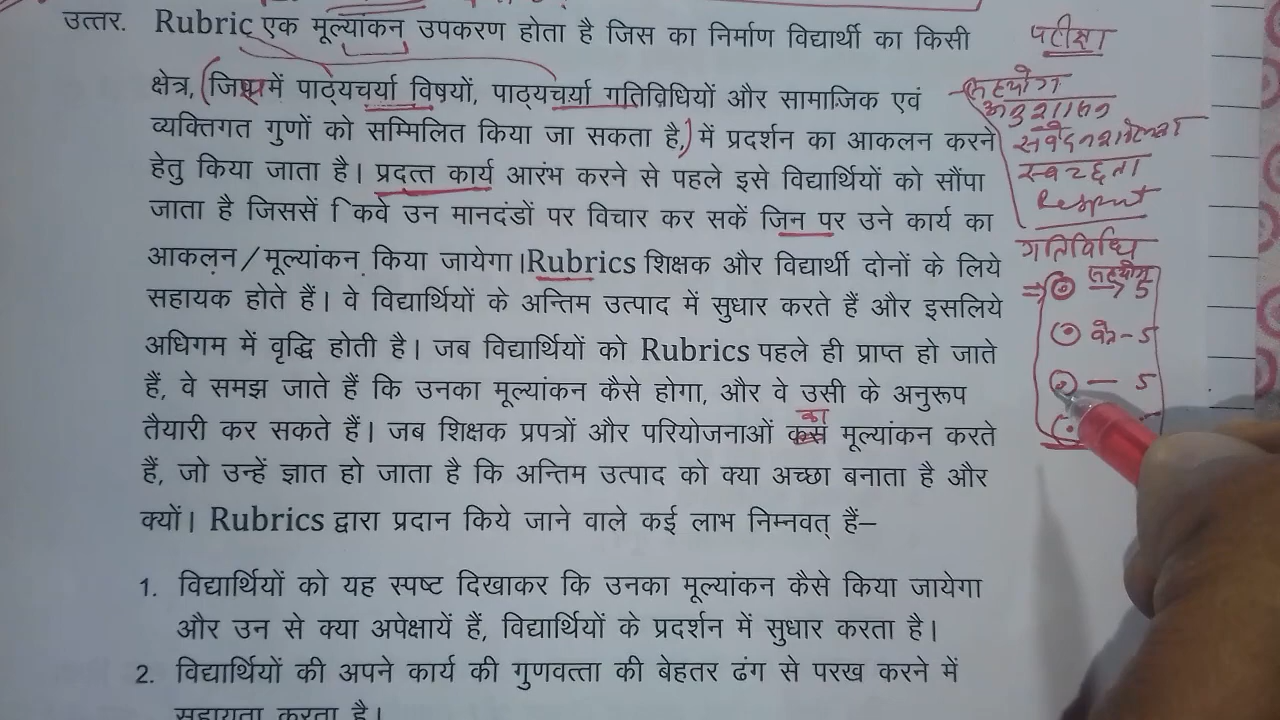 उत्तर. Rubric एक मूल्यांकन उपकरण होता है जिस का निर्माण विद्यार्थी का किसी
क्षेत्र, (जिसमें पाठ्यचर्या विषयों, पाठ्यचर्या गतिविधियों और सामाजिक एवं
व्यक्तिगत गुणों को सम्मिलित किया जा सकता है,) में प्रदर्शन का आकलन करने
हेतु किया जाता है। प्रदत्त कार्य आरंभ करने से पहले इसे विद्यार्थियों को सौंपा
जाता है जिससें िकवे उन मानदंडों पर विचार कर सकें जिन पर उने कार्य का
आकलन/मूल्यांकन किया जायेगा।Rubrics शिक्षक और विद्यार्थी दोनों के लिये
सहायक होते हैं। वे विद्यार्थियों के अन्तिम उत्पाद में सुधार करते हैं और इसलिये
अधिगम में वृद्धि होती है। जब विद्यार्थियों को Rubrics पहले ही प्राप्त हो जाते
हैं, वे समझ जाते हैं कि उनका मूल्यांकन कैसे होगा, और वे उसी के अनुरूप
तैयारी कर सकते हैं। जब शिक्षक प्रपत्रों और परियोजनाओं का मूल्यांकन करते
हैं, जो उन्हें ज्ञात हो जाता है कि अन्तिम उत्पाद को क्या अच्छा बनाता है और
क्यों। Rubrics द्वारा प्रदान किये जाने वाले कई लाभ निम्नवत् हैं–
1. विद्यार्थियों को यह स्पष्ट दिखाकर कि उनका मूल्यांकन कैसे किया जायेगा
और उन से क्या अपेक्षायें हैं, विद्यार्थियों के प्रदर्शन में सुधार करता है।
2. विद्यार्थियों की अपने कार्य की गुणवत्ता की बेहतर ढंग से परख करने में
सहायता करता है।
परीक्षा
सहयोग
अनुशासन
संवेदनशीलता
स्वच्छता
Respect
गतिविधि
सहयोग
5
के-5
— 5